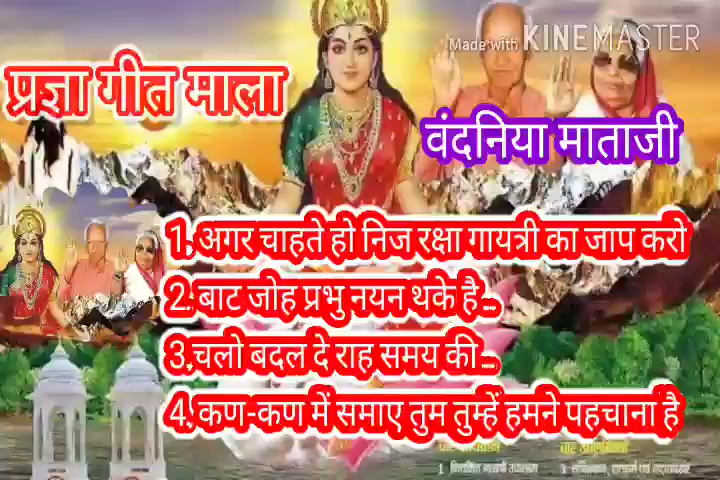 Made with KINEMASTER
प्रज्ञा गीत माला
वंदनिया माताजी
1. अगर चाहते हो निज रक्षा गायत्री का जाप करो
2. बाट जोह प्रभु नयन थके है...
3.चलो बदल दे राह समय की...
4. कण-कण में समाए तुम तुम्हें हमने पहचाना है